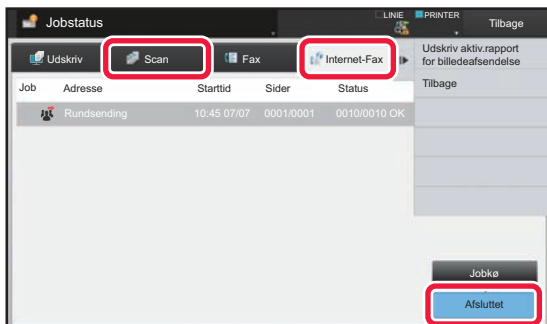 Jobstatus
LINIE
PRINTER
Tilbage
Udskriv
Scan
Fax
Internet-Fax
Udskriv aktiv.rapport
for billedeafsendelse
Tilbage
Job Adresse Starttid Sider Status
Rundsending 10:45 07/07 0001/0001 0010/0010 OK
Jobkø
Afsluttet